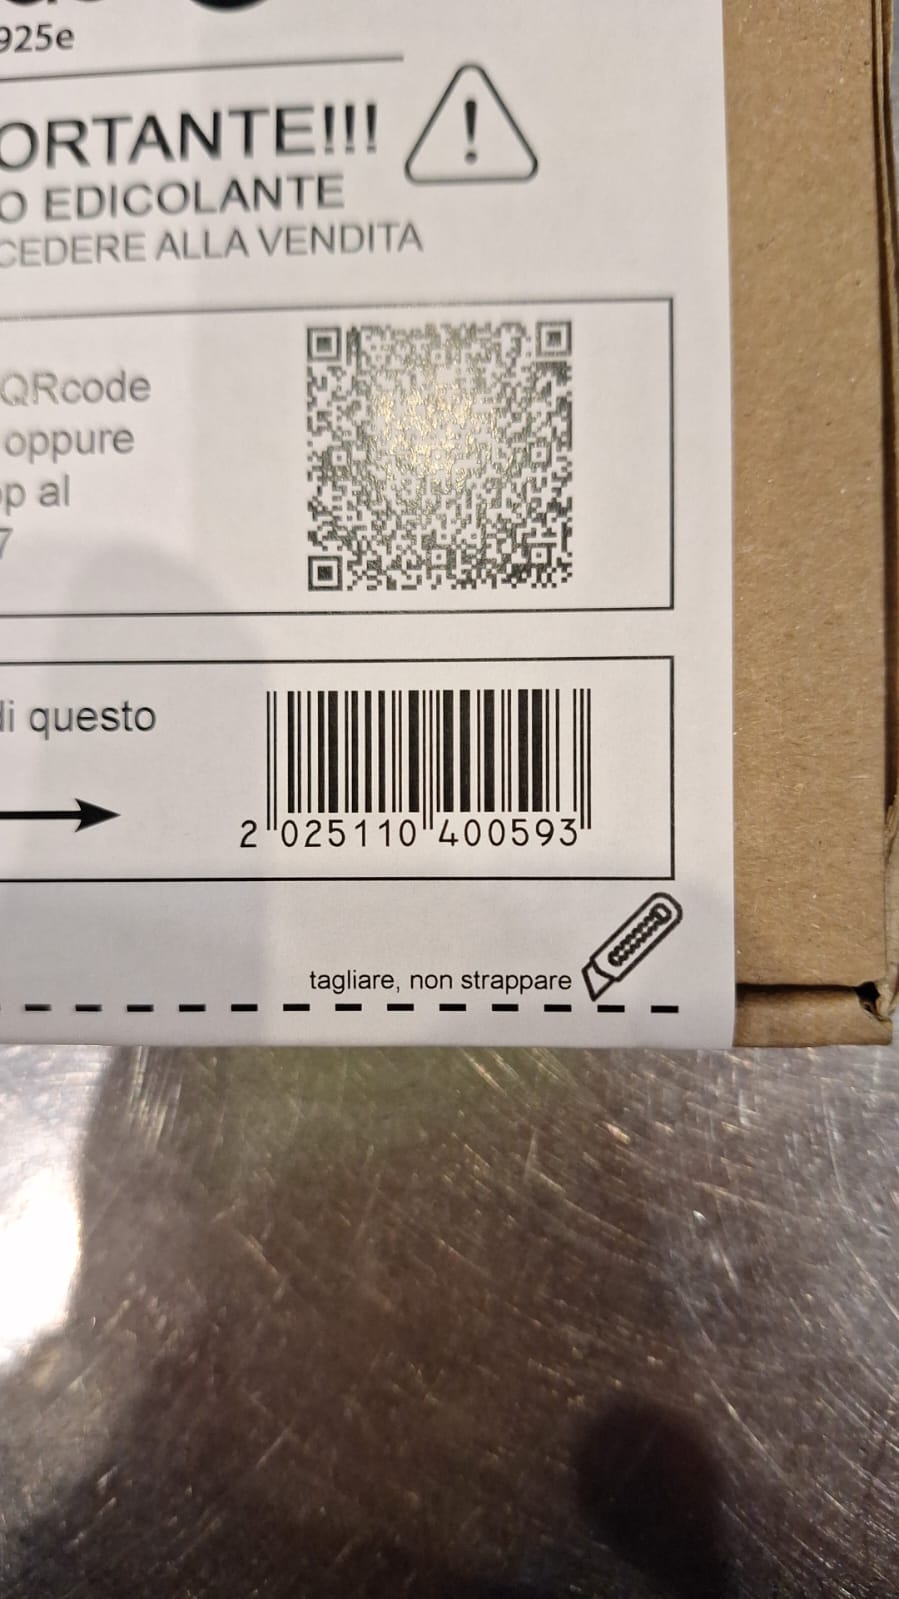 925e
ORTANTE!!!
O EDICOLANTE
CEDERE ALLA VENDITA
QRcode
oppure
p al
7
di questo
2 025110 400593
tagliare, non strappare